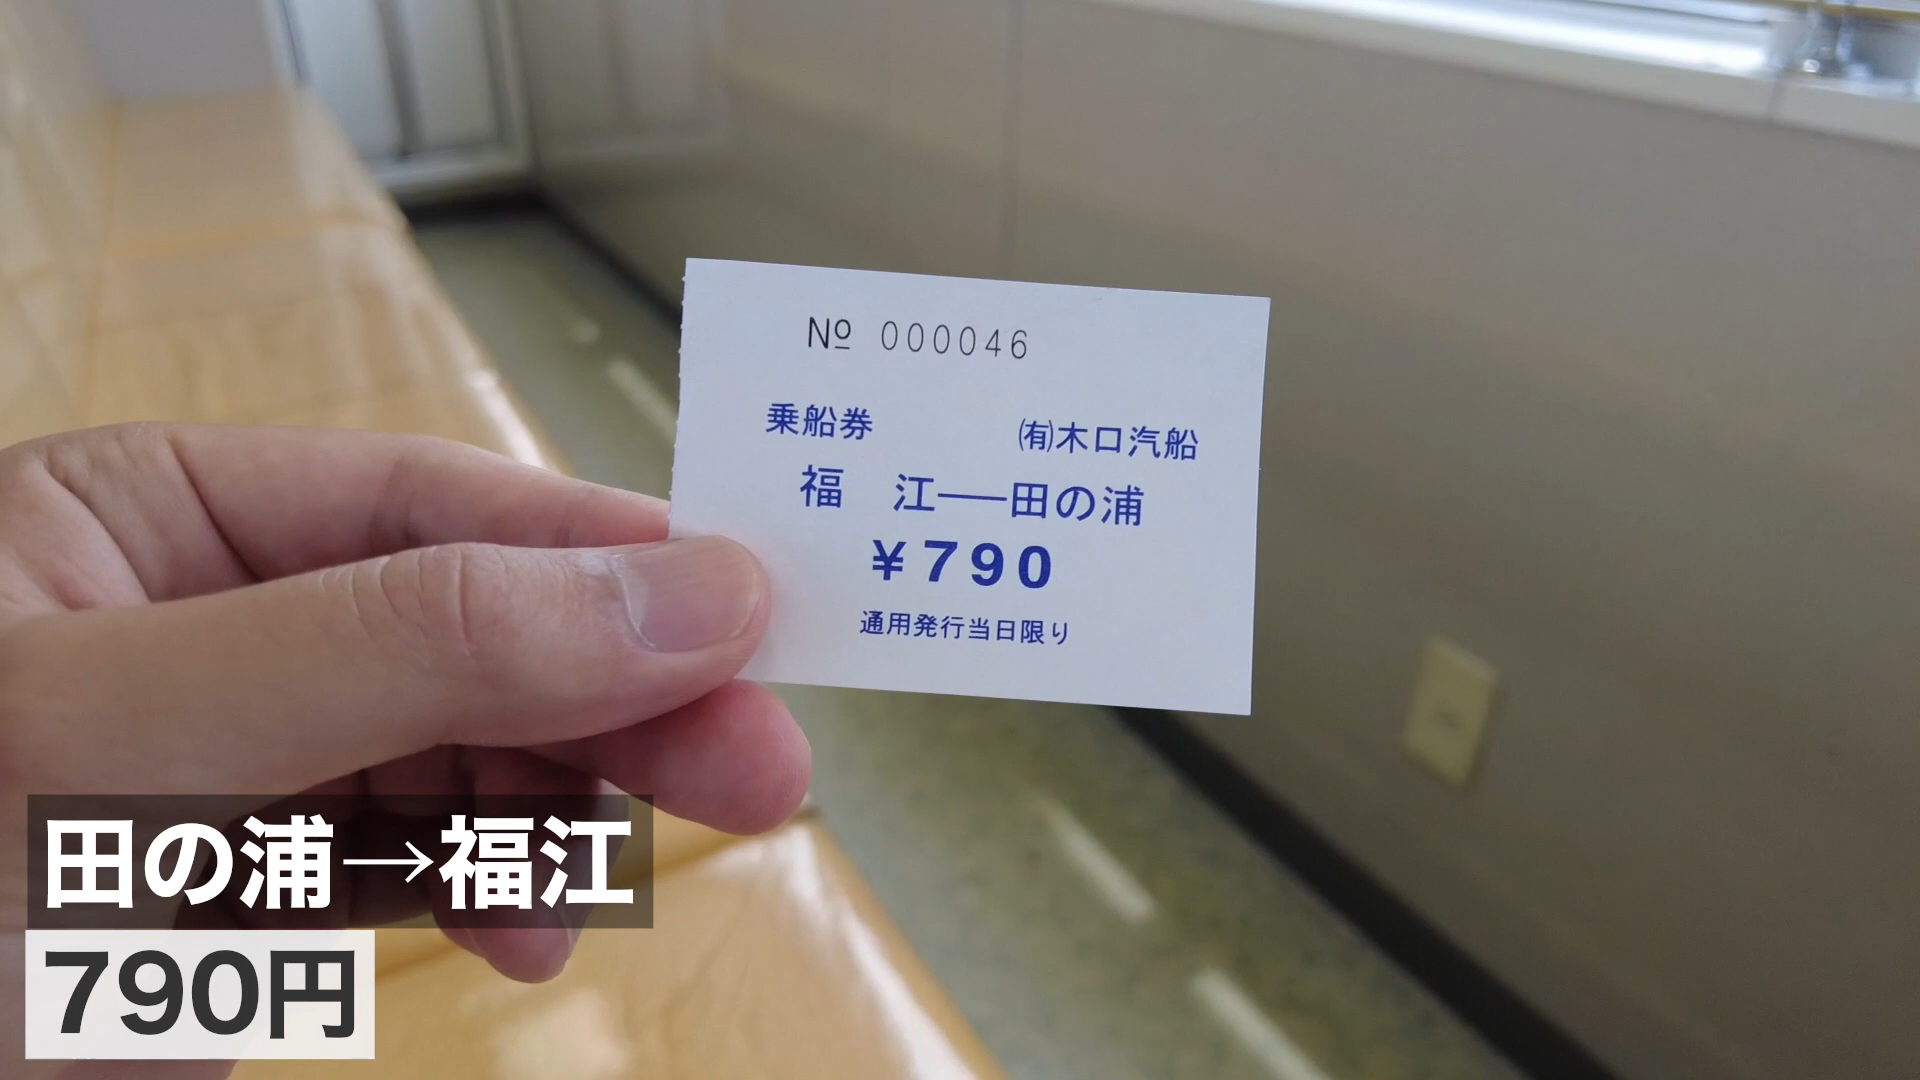 № 000046
乗船券 ㈲木口汽船
福 江──田の浦
¥790
通用発行当日限り
田の浦→福江
790円